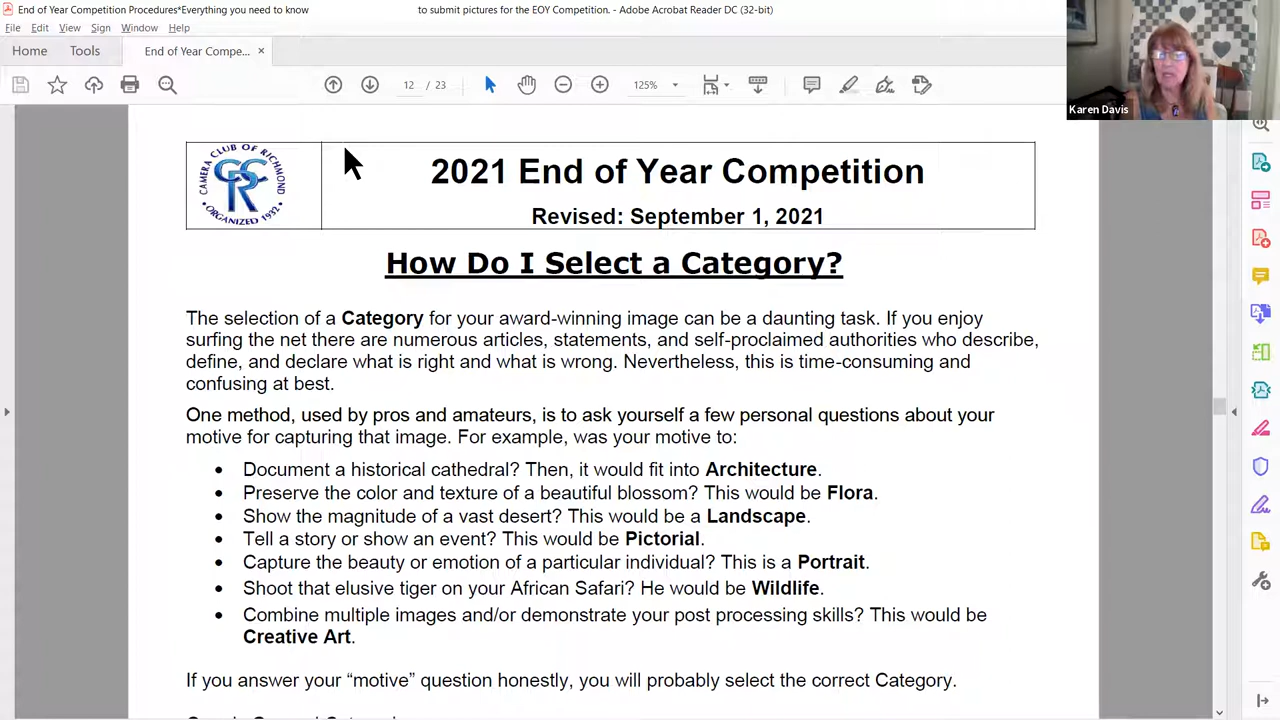 End of Year Competition Procedures*Everything you need to know to submit pictures for the EOY Competition. - Adobe Acrobat Reader DC (32-bit)
File Edit View Sign Window Help
Home Tools End of Year Compe... ×
12 / 23 125%
Karen Davis
CAMERA CLUB OF RICHMOND
CCR
• ORGANIZED 1932 •
2021 End of Year Competition
Revised: September 1, 2021
How Do I Select a Category?
The selection of a Category for your award-winning image can be a daunting task. If you enjoy
surfing the net there are numerous articles, statements, and self-proclaimed authorities who describe,
define, and declare what is right and what is wrong. Nevertheless, this is time-consuming and
confusing at best.
One method, used by pros and amateurs, is to ask yourself a few personal questions about your
motive for capturing that image. For example, was your motive to:
• Document a historical cathedral? Then, it would fit into Architecture.
• Preserve the color and texture of a beautiful blossom? This would be Flora.
• Show the magnitude of a vast desert? This would be a Landscape.
• Tell a story or show an event? This would be Pictorial.
• Capture the beauty or emotion of a particular individual? This is a Portrait.
• Shoot that elusive tiger on your African Safari? He would be Wildlife.
• Combine multiple images and/or demonstrate your post processing skills? This would be
Creative Art.
If you answer your “motive” question honestly, you will probably select the correct Category.